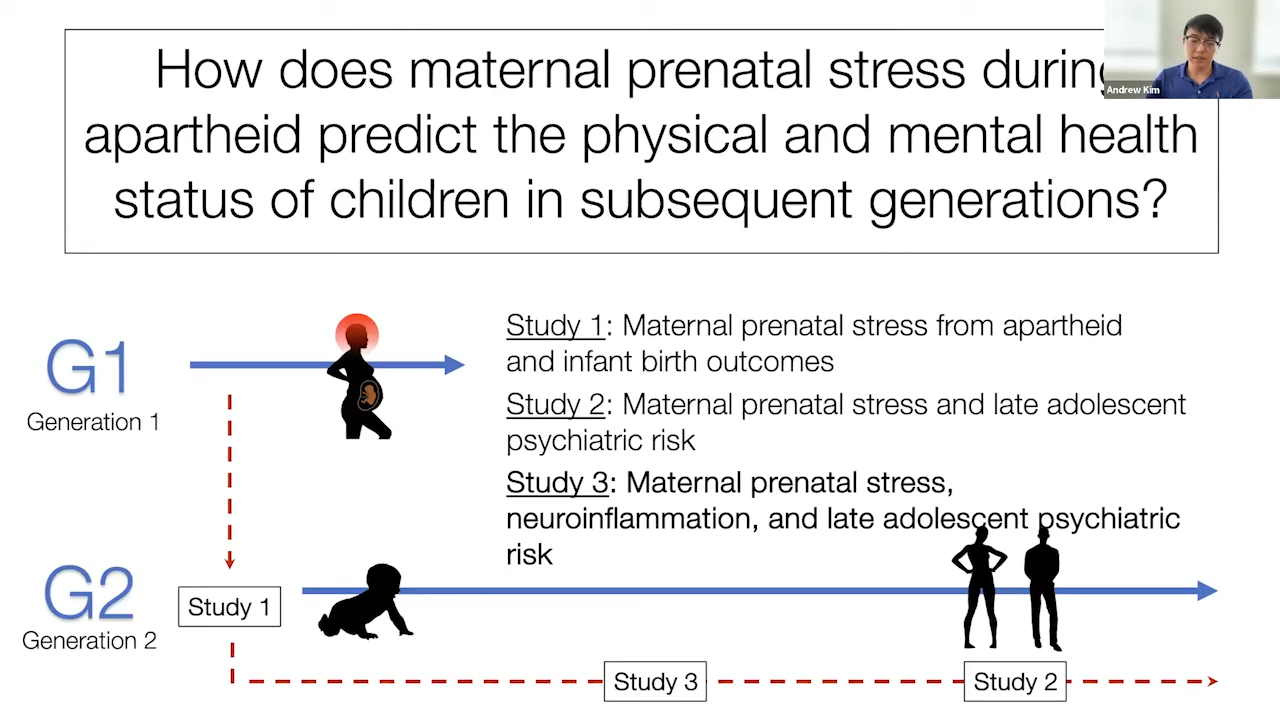 How does maternal prenatal stress during
apartheid predict the physical and mental health
status of children in subsequent generations?
Andrew Kim
G1
Generation 1
Study 1: Maternal prenatal stress from apartheid
and infant birth outcomes
Study 2: Maternal prenatal stress and late adolescent
psychiatric risk
Study 3: Maternal prenatal stress,
neuroinflammation, and late adolescent psychiatric
risk
G2
Generation 2
Study 1
Study 3
Study 2